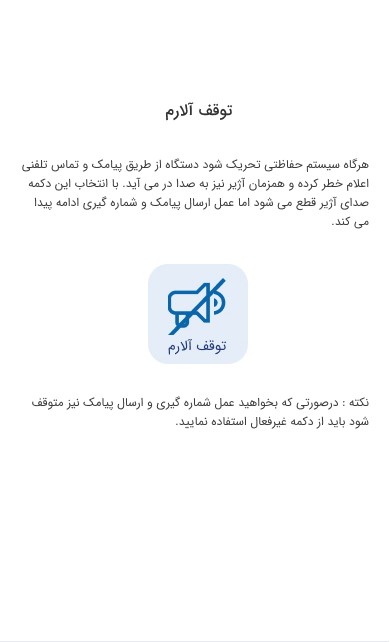 توقف آلارم
هرگاه سیستم حفاظتی تحریک شود دستگاه از طریق پیامک و تماس تلفنی
اعلام خطر کرده و همزمان آژیر نیز به صدا در می آید. با انتخاب این دکمه
صدای آژیر قطع می شود اما عمل ارسال پیامک و شماره گیری ادامه پیدا
می کند.
توقف آلارم
نکته : درصورتی که بخواهید عمل شماره گیری و ارسال پیامک نیز متوقف
شود باید از دکمه غیرفعال استفاده نمایید.